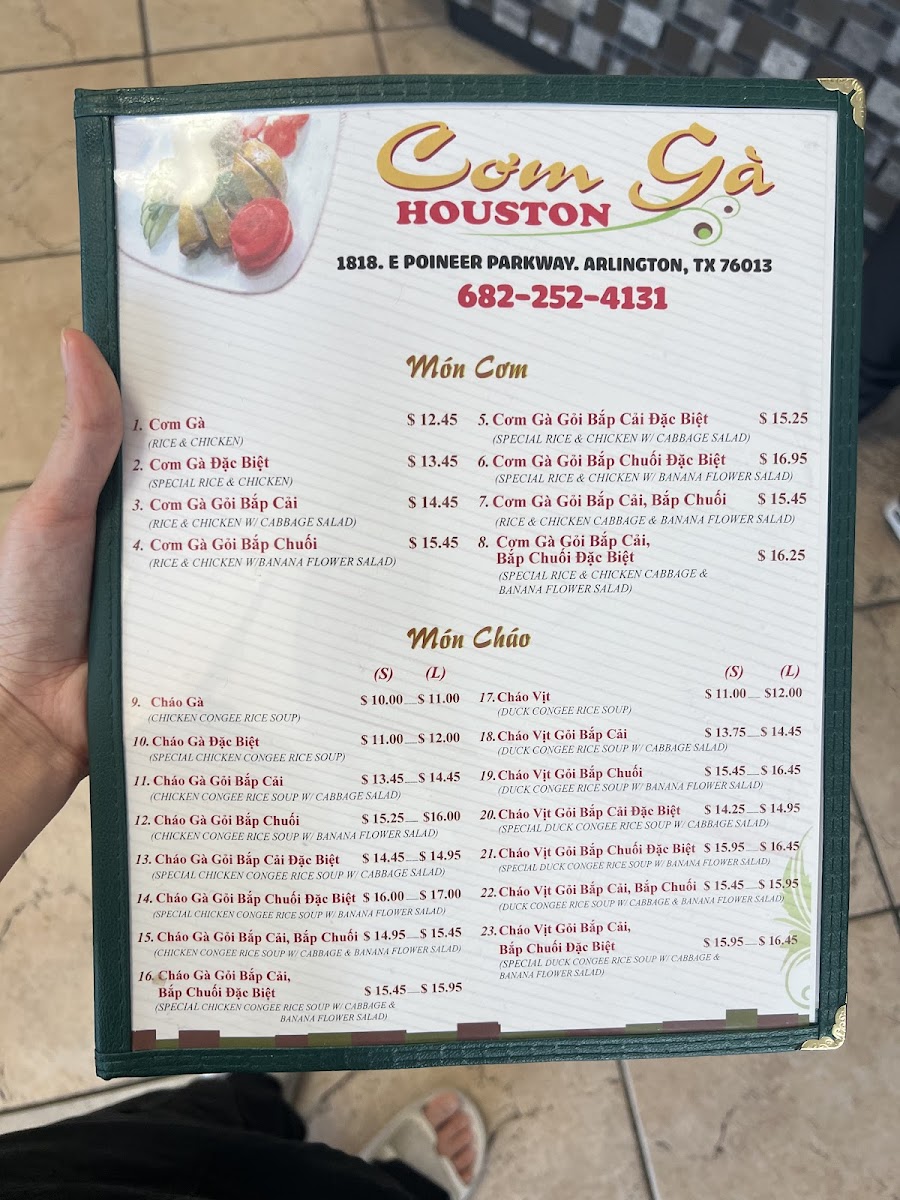 Cơm Gà
HOUSTON
1818. E POINEER PARKWAY. ARLINGTON, TX 76013
682-252-4131
Món Cơm
1. Cơm Gà $ 12.45
(RICE & CHICKEN)
2. Cơm Gà Đặc Biệt $ 13.45
(SPECIAL RICE & CHICKEN)
3. Cơm Gà Gỏi Bắp Cải $ 14.45
(RICE & CHICKEN W/ CABBAGE SALAD)
4. Cơm Gà Gỏi Bắp Chuối $ 15.45
(RICE & CHICKEN W/BANANA FLOWER SALAD)
5. Cơm Gà Gỏi Bắp Cải Đặc Biệt $ 15.25
(SPECIAL RICE & CHICKEN W/ CABBAGE SALAD)
6. Cơm Gà Gỏi Bắp Chuối Đặc Biệt $ 16.95
(SPECIAL RICE & CHICKEN W/ BANANA FLOWER SALAD)
7. Cơm Gà Gỏi Bắp Cải, Bắp Chuối $ 15.45
(RICE & CHICKEN CABBAGE & BANANA FLOWER SALAD)
8. Cơm Gà Gỏi Bắp Cải,
Bắp Chuối Đặc Biệt $ 16.25
(SPECIAL RICE & CHICKEN CABBAGE &
BANANA FLOWER SALAD)
Món Cháo
(S) (L)
9. Cháo Gà $ 10.00 $ 11.00
(CHICKEN CONGEE RICE SOUP)
10. Cháo Gà Đặc Biệt $ 11.00 $ 12.00
(SPECIAL CHICKEN CONGEE RICE SOUP)
11. Cháo Gà Gỏi Bắp Cải $ 13.45 $ 14.45
(CHICKEN CONGEE RICE SOUP W/ CABBAGE SALAD)
12. Cháo Gà Gỏi Bắp Chuối $ 15.25 $16.00
(CHICKEN CONGEE RICE SOUP W/ BANANA FLOWER SALAD)
13. Cháo Gà Gỏi Bắp Cải Đặc Biệt $ 14.45 $ 14.95
(SPECIAL CHICKEN CONGEE RICE SOUP W/ CABBAGE SALAD)
14. Cháo Gà Gỏi Bắp Chuối Đặc Biệt $ 16.00 $ 17.00
(SPECIAL CHICKEN CONGEE RICE SOUP W/ BANANA FLOWER SALAD)
15. Cháo Gà Gỏi Bắp Cải, Bắp Chuối $ 14.95 $ 15.45
(CHICKEN CONGEE RICE SOUP W/ CABBAGE & BANANA FLOWER SALAD)
16. Cháo Gà Gỏi Bắp Cải,
Bắp Chuối Đặc Biệt $ 15.45 $ 15.95
(SPECIAL CHICKEN CONGEE RICE SOUP W/ CABBAGE &
BANANA FLOWER SALAD)
(S) (L)
17. Cháo Vịt $ 11.00 $12.00
(DUCK CONGEE RICE SOUP)
18. Cháo Vịt Gỏi Bắp Cải $ 13.75 $ 14.45
(DUCK CONGEE RICE SOUP W/ CABBAGE SALAD)
19. Cháo Vịt Gỏi Bắp Chuối $ 15.45 $ 16.45
(DUCK CONGEE RICE SOUP W/ BANANA FLOWER SALAD)
20. Cháo Vịt Gỏi Bắp Cải Đặc Biệt $ 14.25 $ 14.95
(SPECIAL DUCK CONGEE RICE SOUP W/ CABBAGE SALAD)
21. Cháo Vịt Gỏi Bắp Chuối Đặc Biệt $ 15.95 $ 16.45
(SPECIAL DUCK CONGEE RICE SOUP W/ BANANA FLOWER SALAD)
22. Cháo Vịt Gỏi Bắp Cải, Bắp Chuối $ 15.45 $ 15.95
(DUCK CONGEE RICE SOUP W/ CABBAGE & BANANA FLOWER SALAD)
23. Cháo Vịt Gỏi Bắp Cải,
Bắp Chuối Đặc Biệt $ 15.95 $ 16.45
(SPECIAL DUCK CONGEE RICE SOUP W/ CABBAGE &
BANANA FLOWER SALAD)